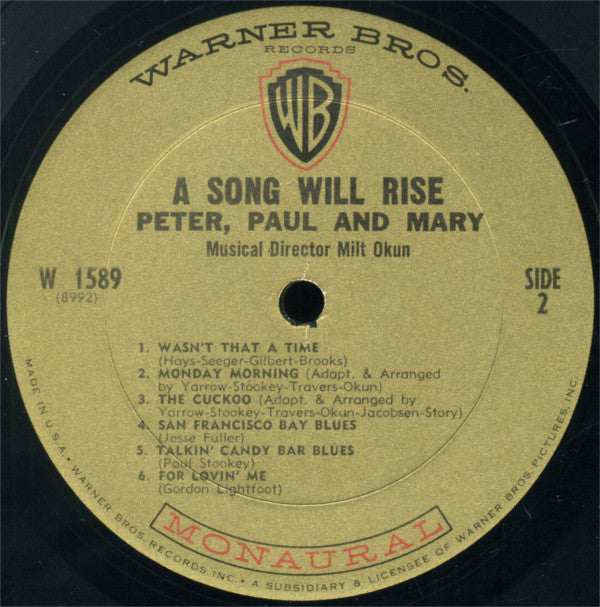 WARNER BROS.
RECORDS
WB
A SONG WILL RISE
PETER, PAUL AND MARY
Musical Director Milt Okun
W 1589
(8992)
SIDE
2
1. WASN'T THAT A TIME
(Hays-Seeger-Gilbert-Brooks)
2. MONDAY MORNING (Adapt. & Arranged
by Yarrow-Stookey-Travers-Okun)
3. THE CUCKOO (Adapt. & Arranged by
Yarrow-Stookey-Travers-Okun-Jacobsen-Story)
4. SAN FRANCISCO BAY BLUES
(Jesse Fuller)
5. TALKIN' CANDY BAR BLUES
(Paul Stookey)
6. FOR LOVIN' ME
(Gordon Lightfoot)
MONAURAL
MADE IN U.S.A. • WARNER BROS. RECORDS, INC. • A SUBSIDIARY & LICENSEE OF WARNER BROS. PICTURES, INC.